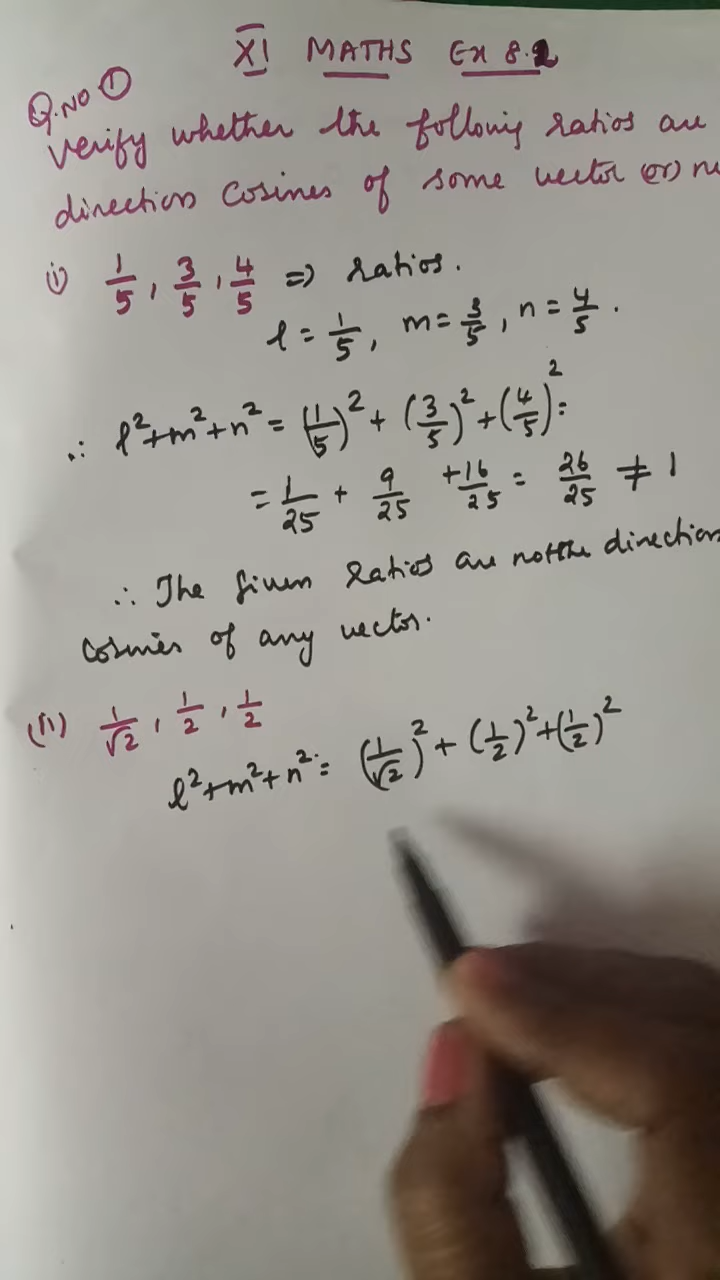 XI MATHS Ex 8.2
Q.No ①
Verify whether the following ratios are
direction cosines of some vector (or) no
(i) 1/5, 3/5, 4/5 ⇒ ratios.
l = 1/5, m = 3/5, n = 4/5.
∴ l²+m²+n² = (1/5)² + (3/5)² + (4/5)² =
= 1/25 + 9/25 + 16/25 = 26/25 ≠ 1
∴ The given ratios are not the direction
cosines of any vector.
(ii) 1/√2, 1/2, 1/2
l²+m²+n² = (1/√2)² + (1/2)² + (1/2)²